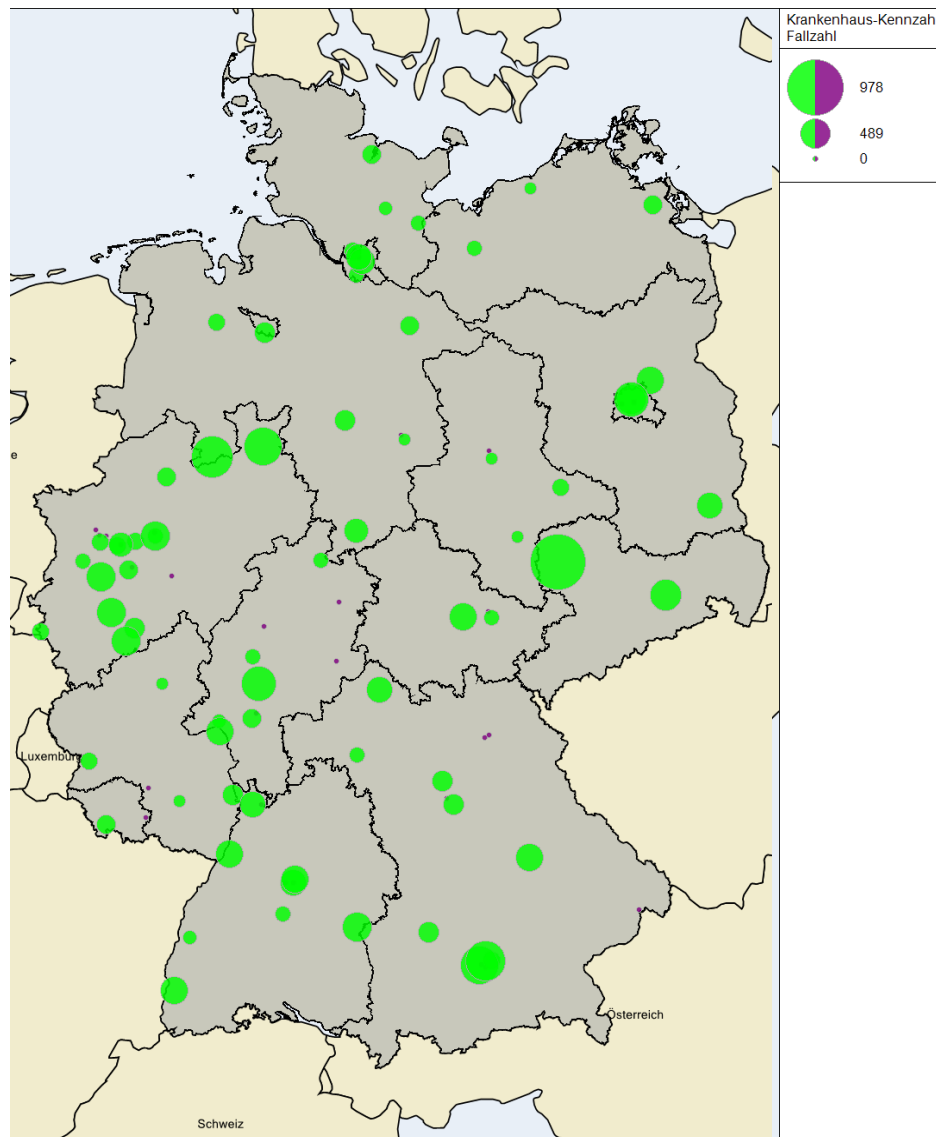 Krankenhaus-Kennzah
Fallzahl
978
489
0
e
Luxemburg
Österreich
Schweiz